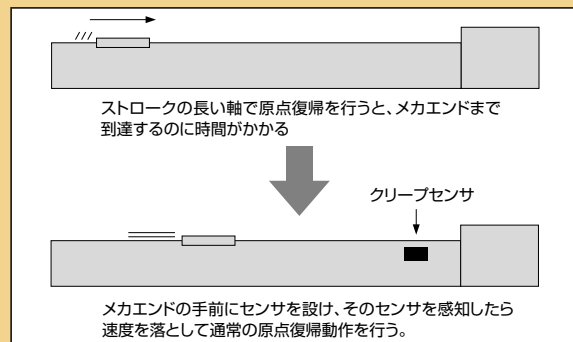 ストロークの長い軸で原点復帰を行うと、メカエンドまで
到達するのに時間がかかる
クリープセンサ
メカエンドの手前にセンサを設け、そのセンサを感知したら
速度を落として通常の原点復帰動作を行う。